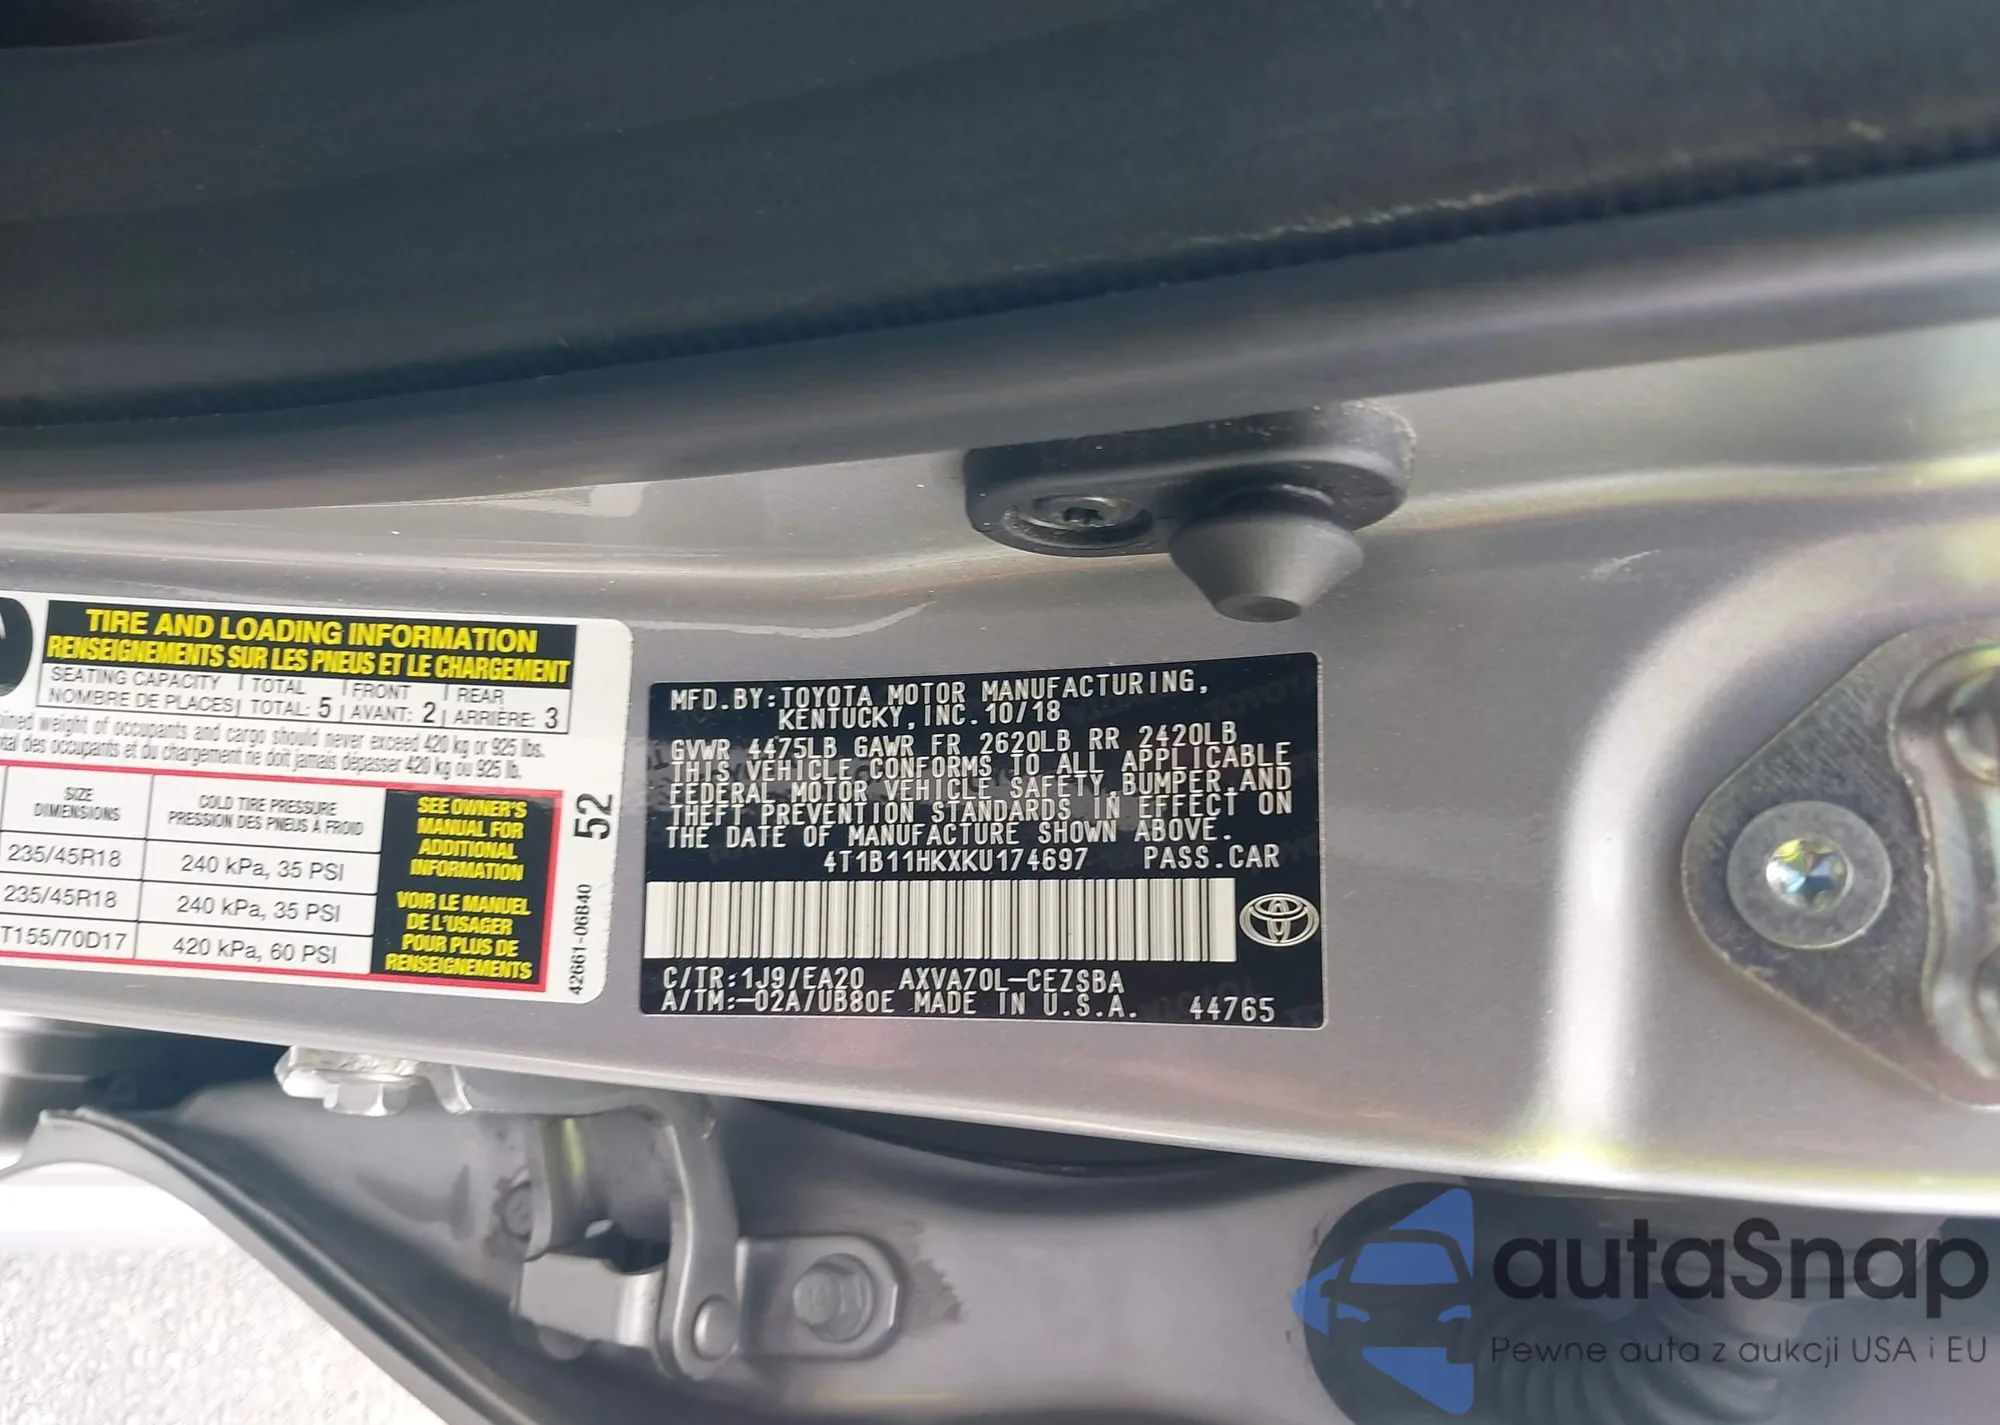 TIRE AND LOADING INFORMATION
RENSEIGNEMENTS SUR LES PNEUS ET LE CHARGEMENT
SEATING CAPACITY | TOTAL | FRONT | REAR
NOMBRE DE PLACES | TOTAL: 5 | AVANT: 2 | ARRIÈRE: 3
weight of occupants and cargo should never exceed 420 kg or 925 lbs.
des occupants et du chargement ne doit jamais dépasser 420 kg ou 925 lb.
SIZE
DIMENSIONS
COLD TIRE PRESSURE
PRESSION DES PNEUS À FROID
235/45R18 240 kPa, 35 PSI
235/45R18 240 kPa, 35 PSI
T155/70D17 420 kPa, 60 PSI
SEE OWNER'S
MANUAL FOR
ADDITIONAL
INFORMATION
VOIR LE MANUEL
DE L'USAGER
POUR PLUS DE
RENSEIGNEMENTS
52
42661-06B40
MFD.BY:TOYOTA MOTOR MANUFACTURING,
KENTUCKY, INC. 10/18
GVWR 4475LB GAWR FR 2620LB RR 2420LB
THIS VEHICLE CONFORMS TO ALL APPLICABLE
FEDERAL MOTOR VEHICLE SAFETY, BUMPER, AND
THEFT PREVENTION STANDARDS IN EFFECT ON
THE DATE OF MANUFACTURE SHOWN ABOVE.
4T1B11HKXKU174697 PASS.CAR
C/TR:1J9/EA20 AXVA70L-CEZSBA
A/TM:-02A/UB80E MADE IN U.S.A. 44765
autaSnap
Pewne auta z aukcji USA i EU